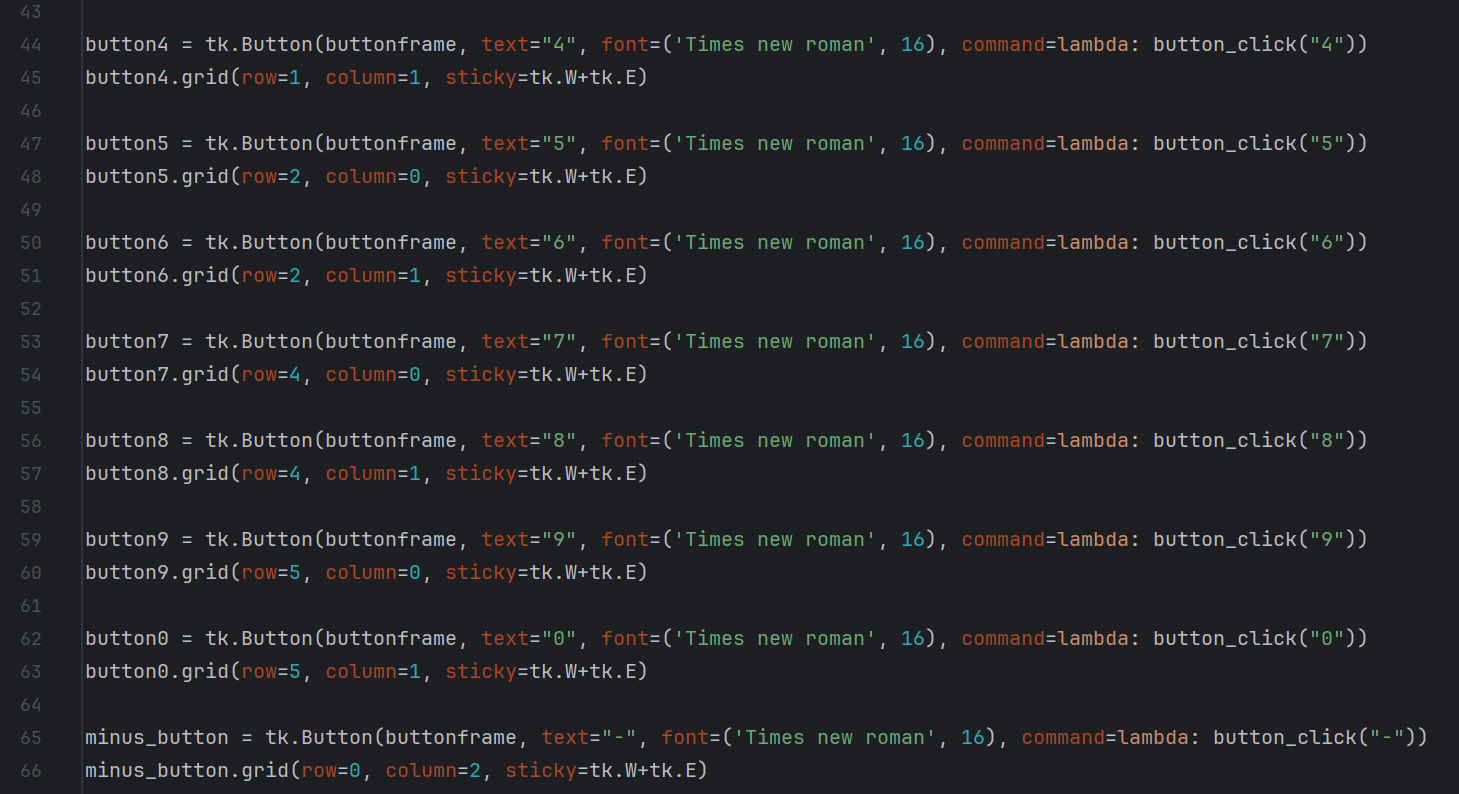 43
44 button4 = tk.Button(buttonframe, text="4", font=('Times new roman', 16), command=lambda: button_click("4"))
45 button4.grid(row=1, column=1, sticky=tk.W+tk.E)
46
47 button5 = tk.Button(buttonframe, text="5", font=('Times new roman', 16), command=lambda: button_click("5"))
48 button5.grid(row=2, column=0, sticky=tk.W+tk.E)
49
50 button6 = tk.Button(buttonframe, text="6", font=('Times new roman', 16), command=lambda: button_click("6"))
51 button6.grid(row=2, column=1, sticky=tk.W+tk.E)
52
53 button7 = tk.Button(buttonframe, text="7", font=('Times new roman', 16), command=lambda: button_click("7"))
54 button7.grid(row=4, column=0, sticky=tk.W+tk.E)
55
56 button8 = tk.Button(buttonframe, text="8", font=('Times new roman', 16), command=lambda: button_click("8"))
57 button8.grid(row=4, column=1, sticky=tk.W+tk.E)
58
59 button9 = tk.Button(buttonframe, text="9", font=('Times new roman', 16), command=lambda: button_click("9"))
60 button9.grid(row=5, column=0, sticky=tk.W+tk.E)
61
62 button0 = tk.Button(buttonframe, text="0", font=('Times new roman', 16), command=lambda: button_click("0"))
63 button0.grid(row=5, column=1, sticky=tk.W+tk.E)
64
65 minus_button = tk.Button(buttonframe, text="-", font=('Times new roman', 16), command=lambda: button_click("-"))
66 minus_button.grid(row=0, column=2, sticky=tk.W+tk.E)